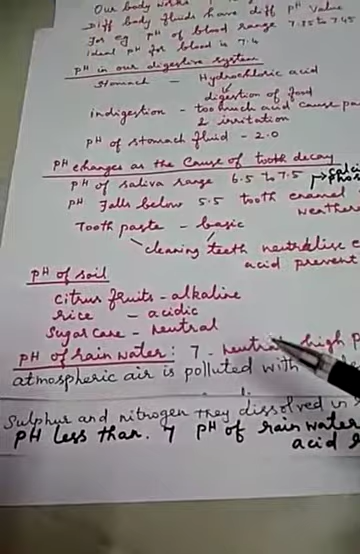 Our body works
Diff body fluids have diff pH value
For eg pH of blood range 7.35 to 7.45
ideal pH for blood is 7.4
pH in our digestive system
Stomach - Hydrochloric acid
digestion of food
indigestion - too much acid cause pa
& irritation
pH of stomach fluid - 2.0
pH changes as the Cause of tooth decay
pH of saliva range 6.5 to 7.5 → calci
phos
pH Falls below 5.5 tooth enamel
weathere
Tooth paste - basic
cleaning teeth neutralise e
acid prevent
pH of soil
Citrus fruits - alkaline
rice - acidic
Sugar cane - neutral
pH of rain water: 7 - neutral high p
atmospheric air is polluted with
Sulphur and nitrogen they dissolved in
pH less than. 7 pH of rain water
acid